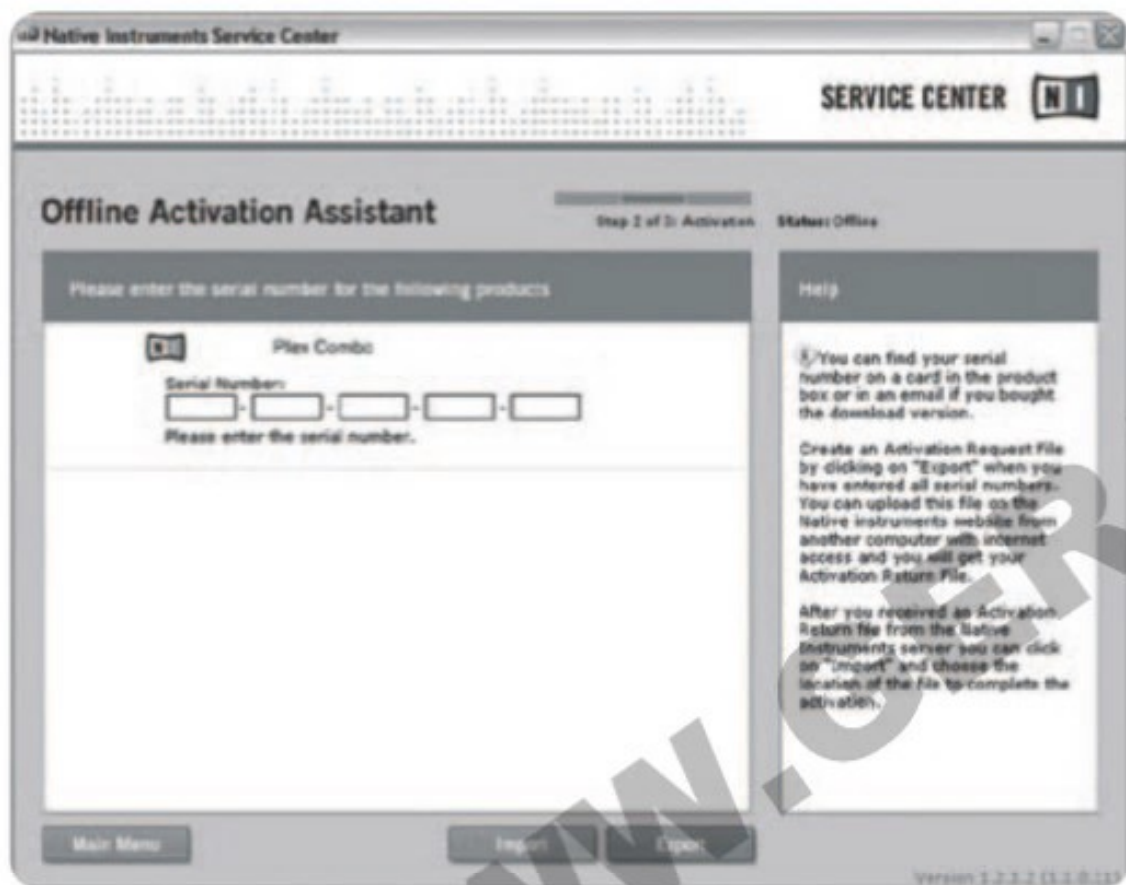 Native Instruments Service Center
SERVICE CENTER
NI
Offline Activation Assistant
Step 2 of 3: Activation
Status: Offline
Please enter the serial number for the following products
Plex Combo
Serial Number:
- - - -
Please enter the serial number.
Help
You can find your serial
number on a card in the product
box or in an email if you bought
the download version.
Create an Activation Request File
by clicking on "Export" when you
have entered all serial numbers.
You can upload this file on the
Native instruments website from
another computer with internet
access and you will get your
Activation Return File.
After you received an Activation
Return file from the Native
Instruments server you can click
on "Import" and choose the
location of the file to complete the
activation.
Main Menu
Import
Export
W.CER